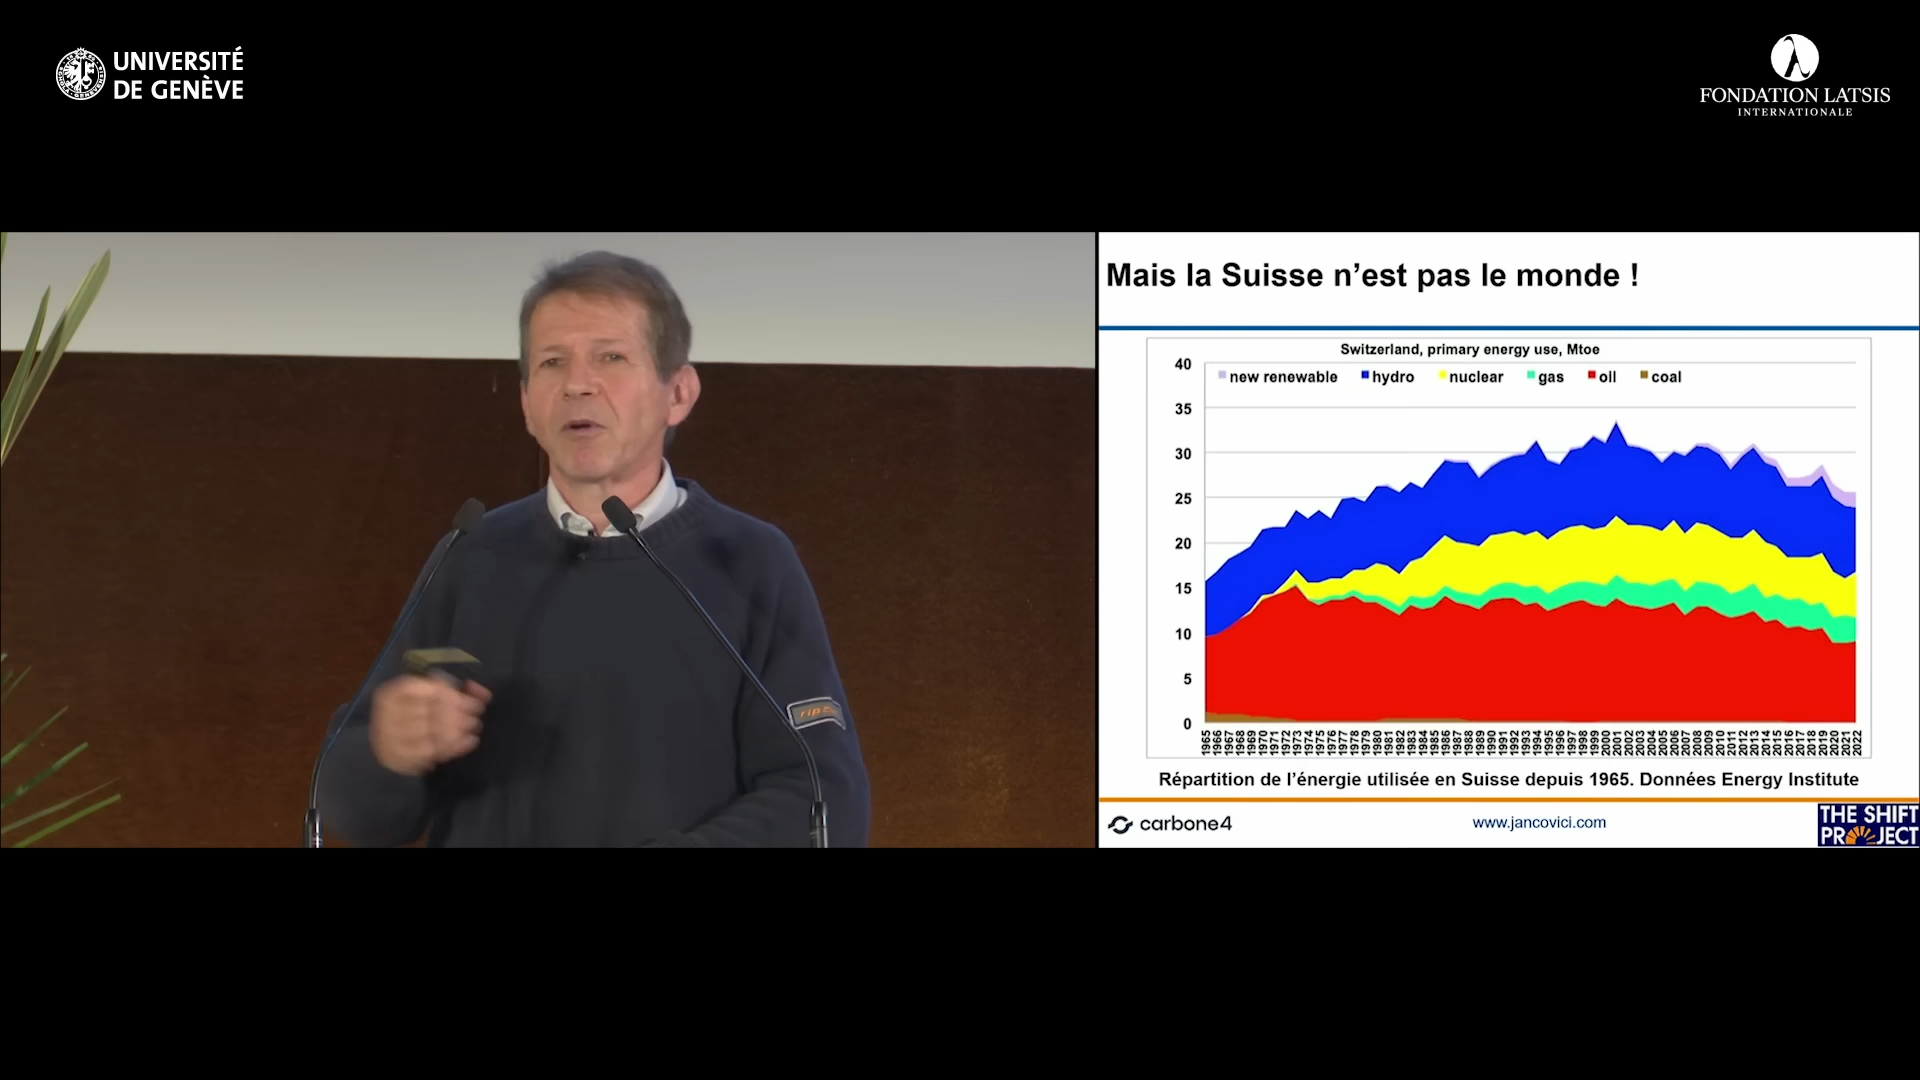 UNIVERSITÉ
DE GENÈVE
FONDATION LATSIS
INTERNATIONALE
Mais la Suisse n’est pas le monde !
Switzerland, primary energy use, Mtoe
new renewable hydro nuclear gas oil coal
40
35
30
25
20
15
10
5
0
1965 1966 1967 1968 1969 1970 1971 1972 1973 1974 1975 1976 1977 1978 1979 1980 1981 1982 1983 1984 1985 1986 1987 1988 1989 1990 1991 1992 1993 1994 1995 1996 1997 1998 1999 2000 2001 2002 2003 2004 2005 2006 2007 2008 2009 2010 2011 2012 2013 2014 2015 2016 2017 2018 2019 2020 2021 2022
Répartition de l’énergie utilisée en Suisse depuis 1965. Données Energy Institute
carbone4
www.jancovici.com
THE SHIFT
PROJECT